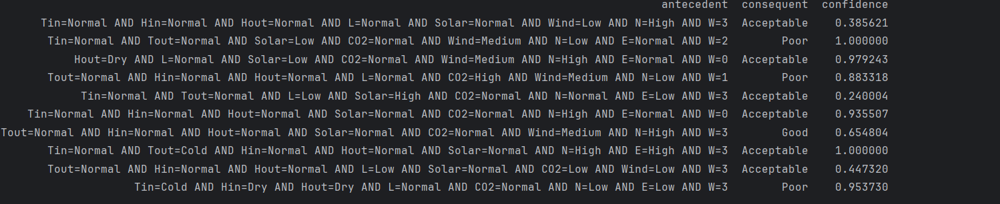 antecedent consequent confidence
Tin=Normal AND Hin=Normal AND Hout=Normal AND L=Normal AND Solar=Normal AND Wind=Low AND N=High AND W=3 Acceptable 0.385621
Tin=Normal AND Tout=Normal AND Solar=Low AND CO2=Normal AND Wind=Medium AND N=Low AND E=Normal AND W=2 Poor 1.000000
Hout=Dry AND L=Normal AND Solar=Low AND CO2=Normal AND Wind=Medium AND N=High AND E=Normal AND W=0 Acceptable 0.979243
Tout=Normal AND Hin=Normal AND Hout=Normal AND L=Normal AND CO2=High AND Wind=Medium AND N=Low AND W=1 Poor 0.883318
Tin=Normal AND Tout=Normal AND L=Low AND Solar=High AND CO2=Normal AND N=Normal AND E=Low AND W=3 Acceptable 0.240004
Tin=Normal AND Hin=Normal AND Hout=Normal AND Solar=Normal AND CO2=Normal AND N=High AND E=Normal AND W=0 Acceptable 0.935507
Tout=Normal AND Hin=Normal AND Hout=Normal AND Solar=Normal AND CO2=Normal AND Wind=Medium AND N=High AND W=3 Good 0.654804
Tin=Normal AND Tout=Cold AND Hin=Normal AND Hout=Normal AND Solar=Normal AND N=High AND E=High AND W=3 Acceptable 1.000000
Tout=Normal AND Hin=Normal AND Hout=Normal AND L=Low AND Solar=Normal AND CO2=Low AND Wind=Low AND W=3 Acceptable 0.447320
Tin=Cold AND Hin=Dry AND Hout=Dry AND L=Normal AND CO2=Normal AND N=Low AND E=Low AND W=3 Poor 0.953730